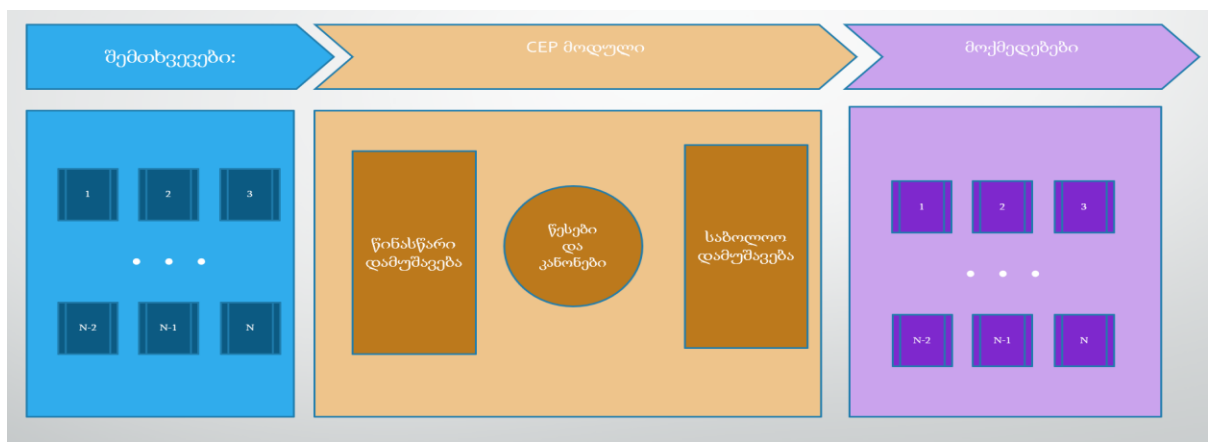 შემთხვევები:
CEP მოდული
მოქმედებები
1
2
3
N-2
N-1
N
წინასწარი
დამუშავება
წესები
და
კანონები
საბოლოო
დამუშავება
1
2
3
N-2
N-1
N